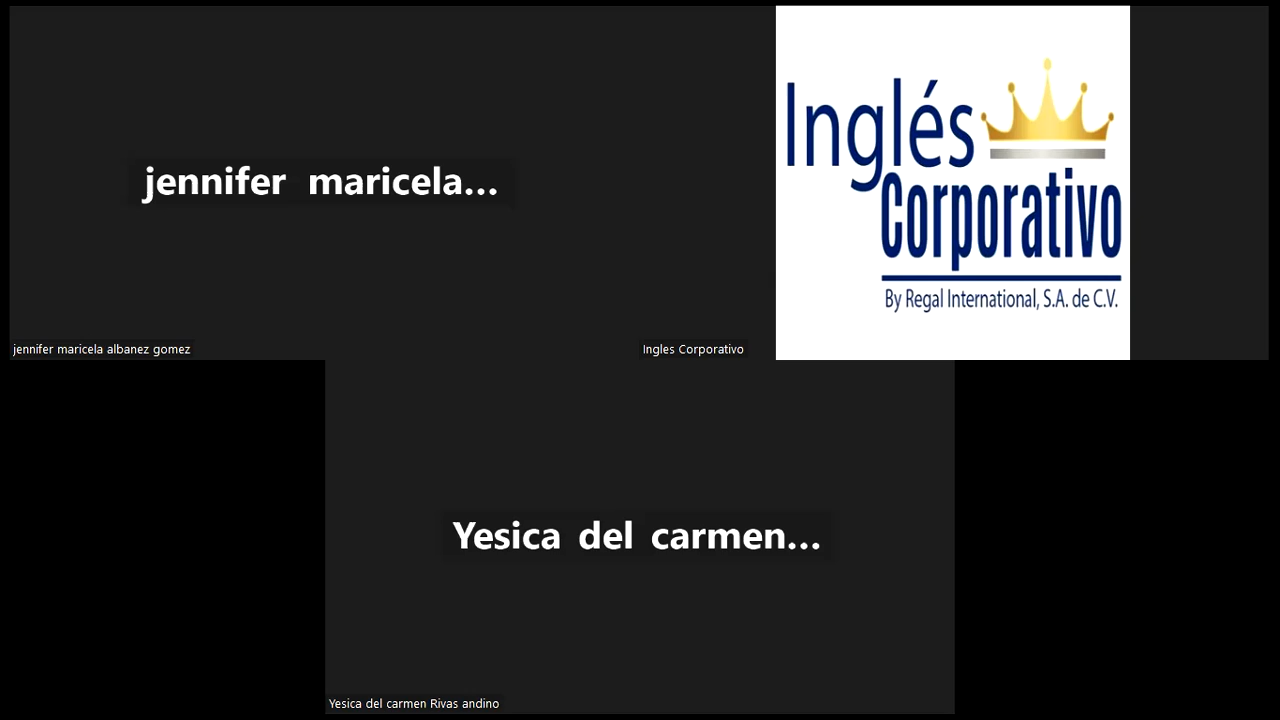 jennifer maricela...
jennifer maricela albanez gomez
Inglés
Corporativo
By Regal International, S.A. de C.V.
Ingles Corporativo
Yesica del carmen...
Yesica del carmen Rivas andino